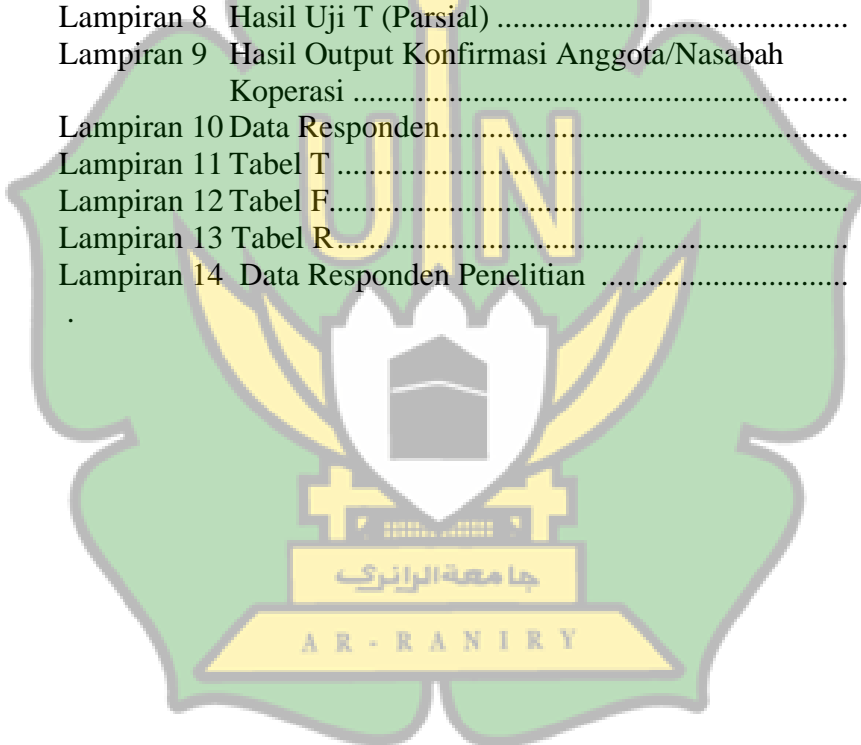 Lampiran 8 Hasil Uji T (Parsial) ............................................
Lampiran 9 Hasil Output Konfirmasi Anggota/Nasabah
Koperasi ..............................................................
Lampiran 10 Data Responden...................................................
Lampiran 11 Tabel T ................................................................
Lampiran 12 Tabel F.................................................................
Lampiran 13 Tabel R................................................................
Lampiran 14 Data Responden Penelitian ...............................
.
UIN
جامعة الرانري
AR-RANIRY